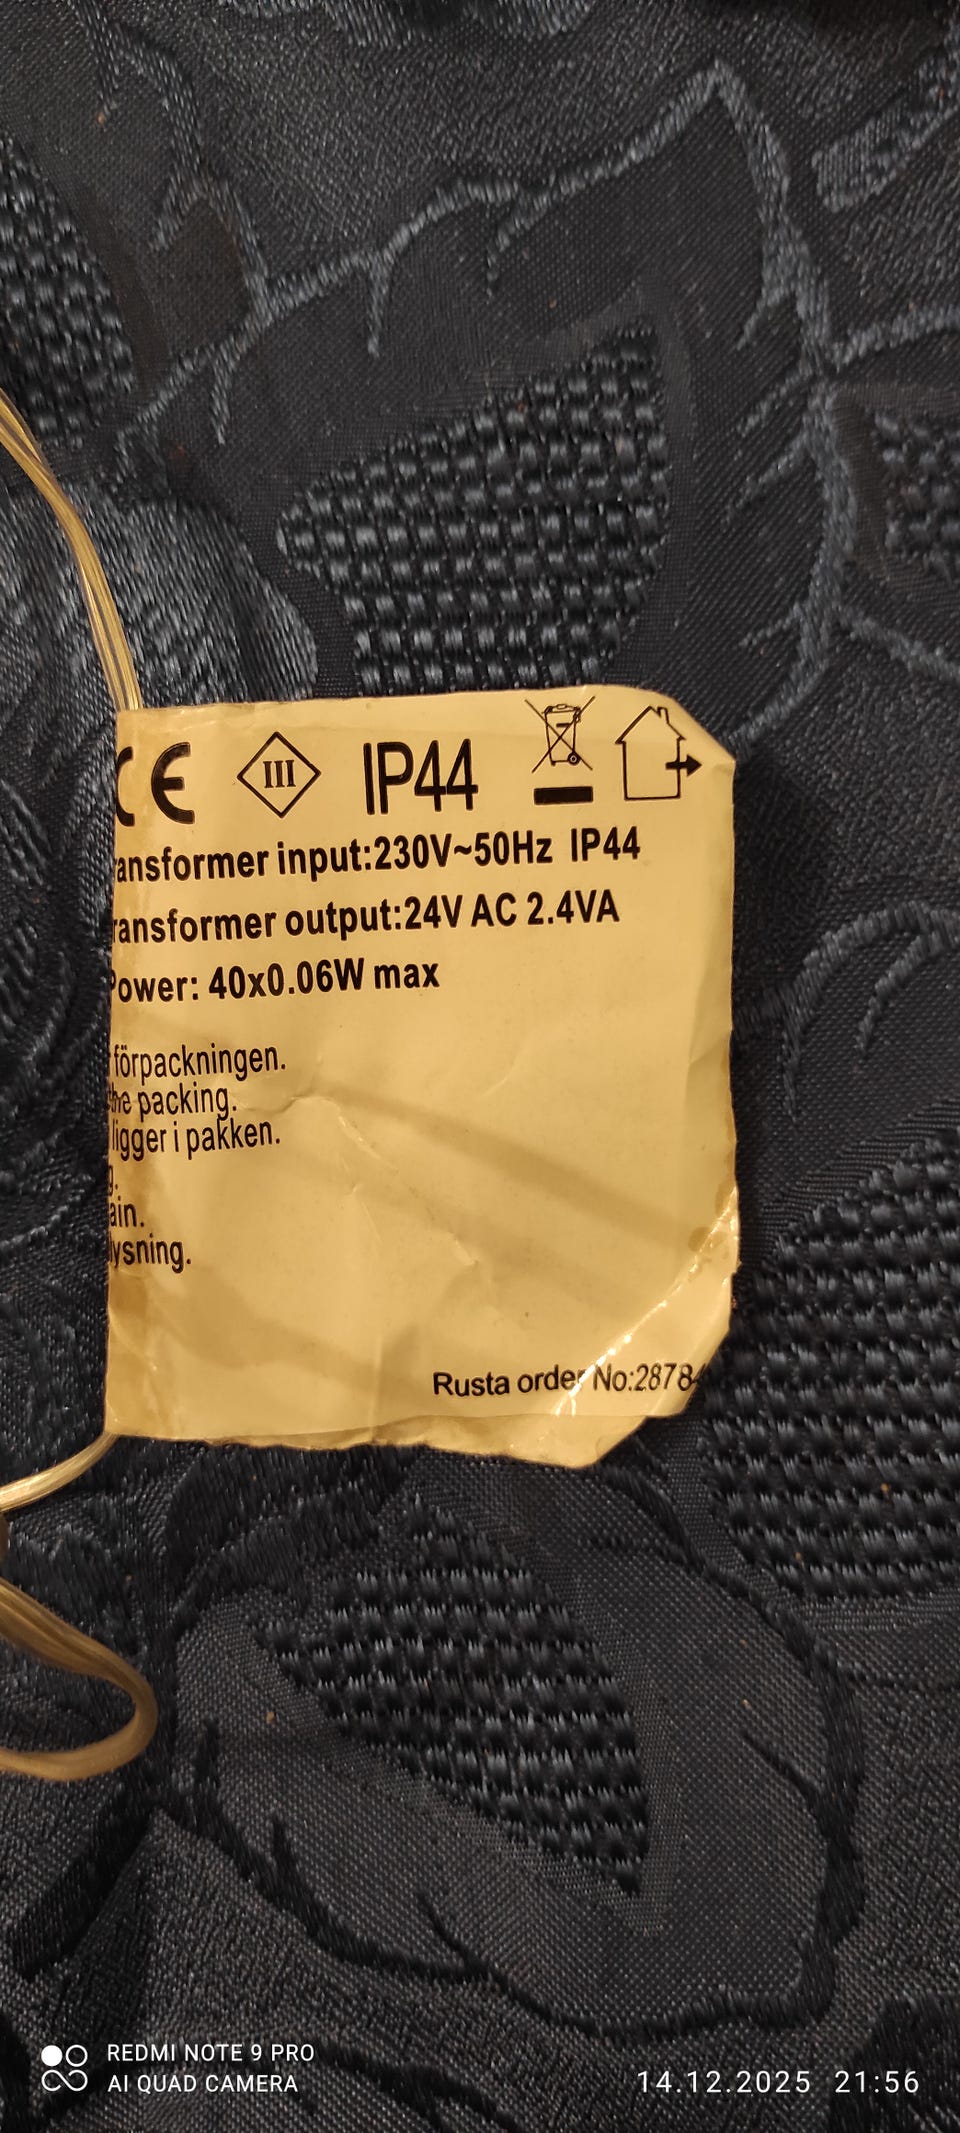 CE III IP44
ransformer input:230V~50Hz IP44
ransformer output:24V AC 2.4VA
Power: 40x0.06W max
förpackningen.
the packing.
ligger i pakken.
g.
ain.
lysning.
Rusta order No:2878
REDMI NOTE 9 PRO
AI QUAD CAMERA
14.12.2025 21:56